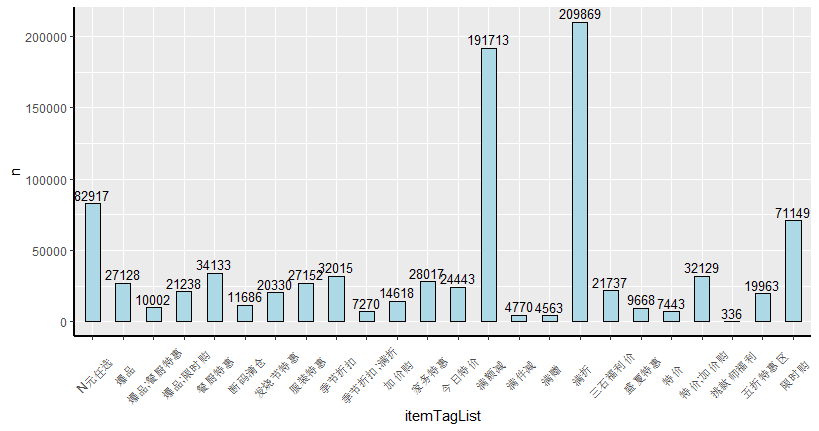 n
200000
150000
100000
50000
0
82917
27128
10002
21238
34133
11686
20330
27152
32015
7270
14618
28017
24443
191713
4770
4563
209869
21737
9668
7443
32129
336
19963
71149
N元任选
爆品
爆品;餐厨特惠
爆品;限时购
餐厨特惠
断码清仓
发烧节特惠
服装特惠
季节折扣
季节折扣;满折
加价购
家务特惠
今日特价
满额减
满件减
满赠
满折
三石福利价
盛夏特惠
特价
特价;加价购
挑款师福利
五折特惠区
限时购
itemTagList